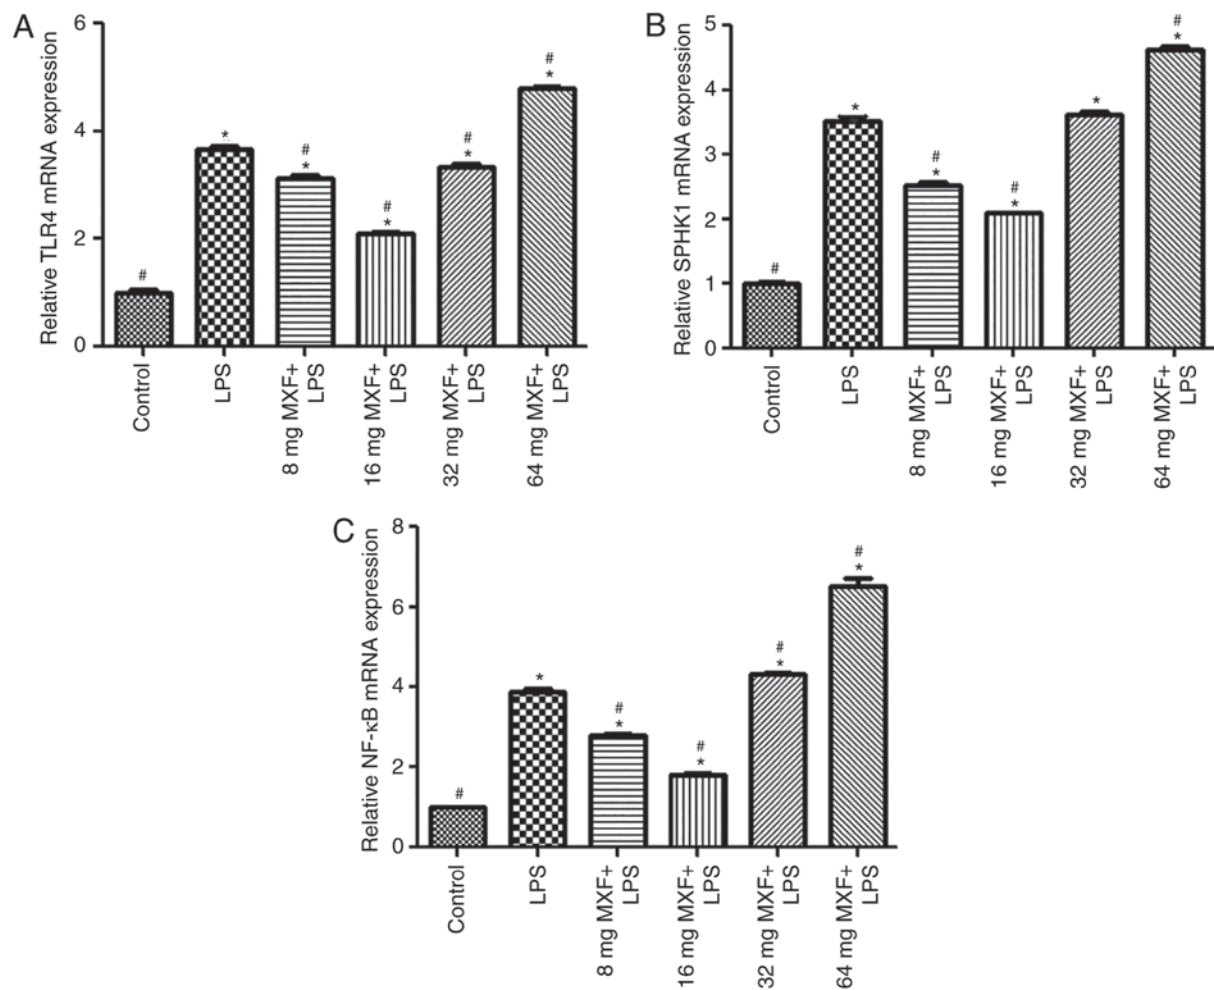 A
Relative TLR4 mRNA expression
6
4
2
0
#
*
#
*
#
*
#
*
#
*
Control
LPS
8 mg MXF+
LPS
16 mg MXF+
LPS
32 mg MXF+
LPS
64 mg MXF+
LPS
B
Relative SPHK1 mRNA expression
5
4
3
2
1
0
#
*
#
*
#
*
*
#
*
Control
LPS
8 mg MXF+
LPS
16 mg MXF+
LPS
32 mg MXF+
LPS
64 mg MXF+
LPS
C
Relative NF-κB mRNA expression
8
6
4
2
0
#
*
#
*
#
*
#
*
#
*
Control
LPS
8 mg MXF+
LPS
16 mg MXF+
LPS
32 mg MXF+
LPS
64 mg MXF+
LPS